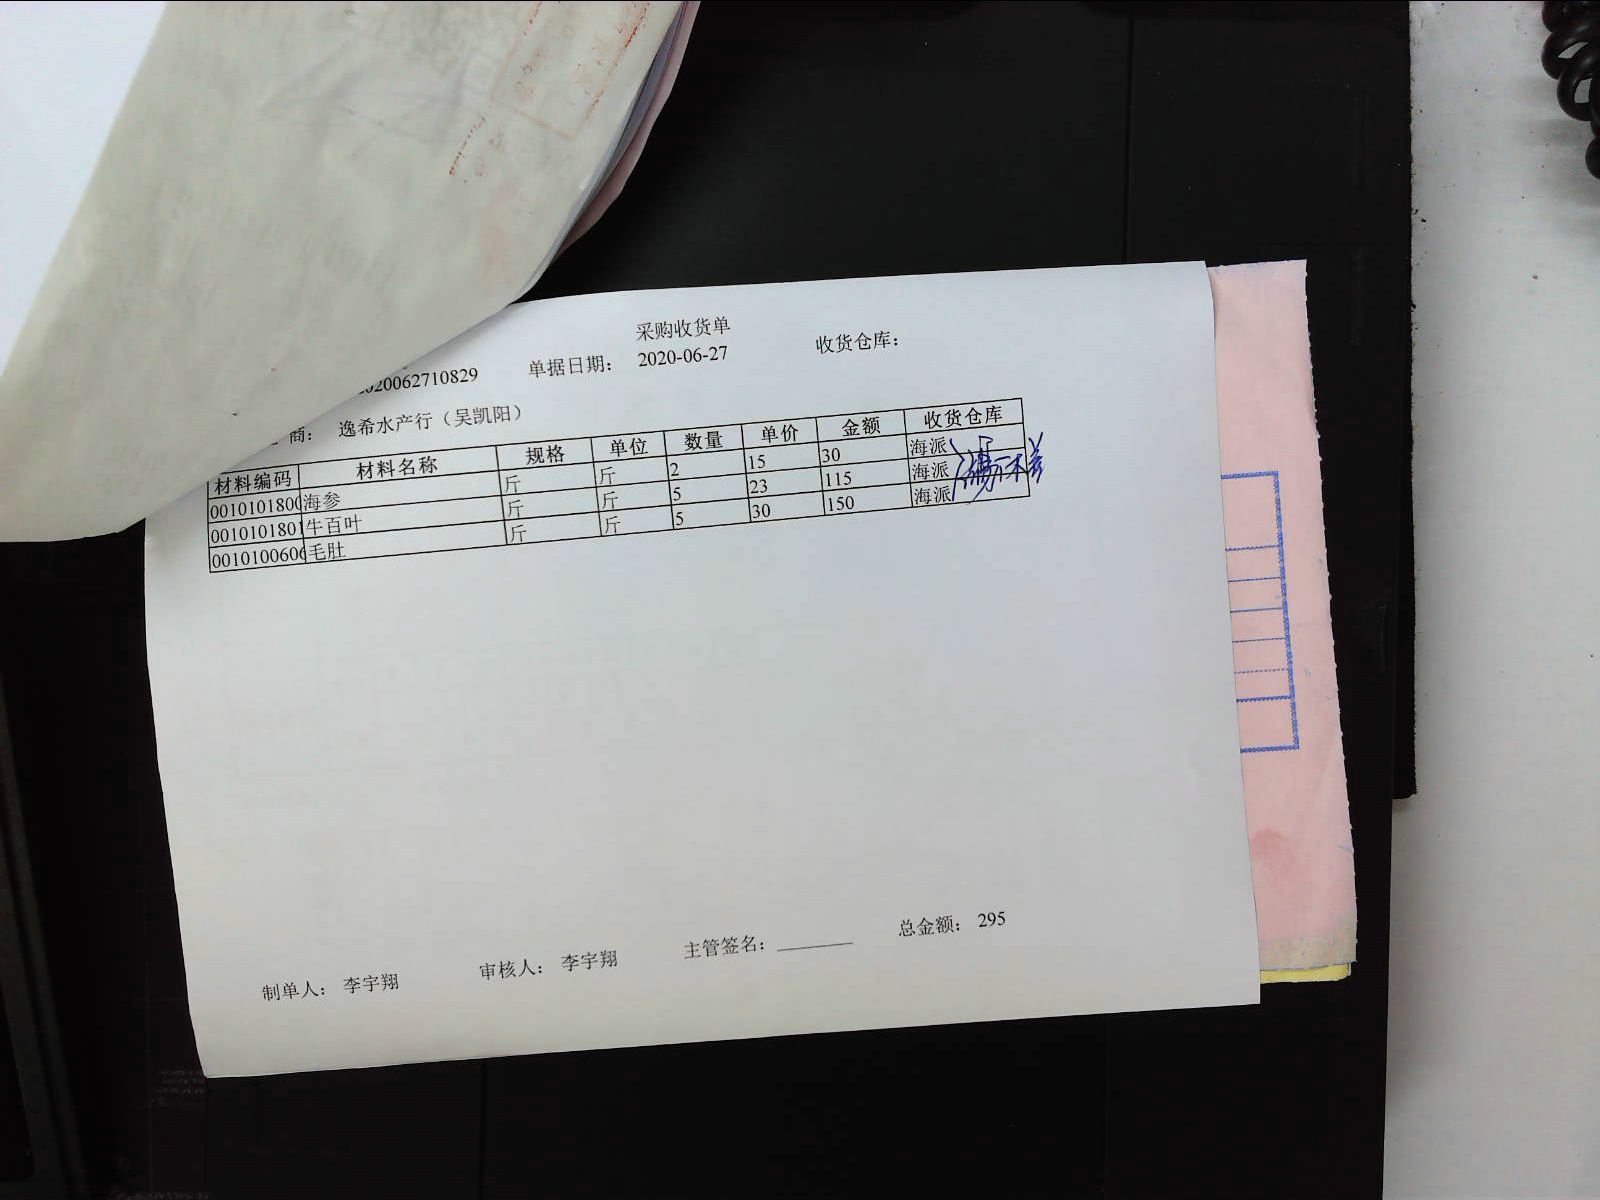 采购收货单
020062710829 单据日期： 2020-06-27 收货仓库：
商： 逸希水产行（吴凯阳）
材料编码 材料名称 规格 单位 数量 单价 金额 收货仓库
0010101800 海参 斤 斤 2 15 30 海派
0010101801 牛百叶 斤 斤 5 23 115 海派
0010100606 毛肚 斤 斤 5 30 150 海派
制单人： 李宇翔 审核人： 李宇翔 主管签名： 总金额： 295